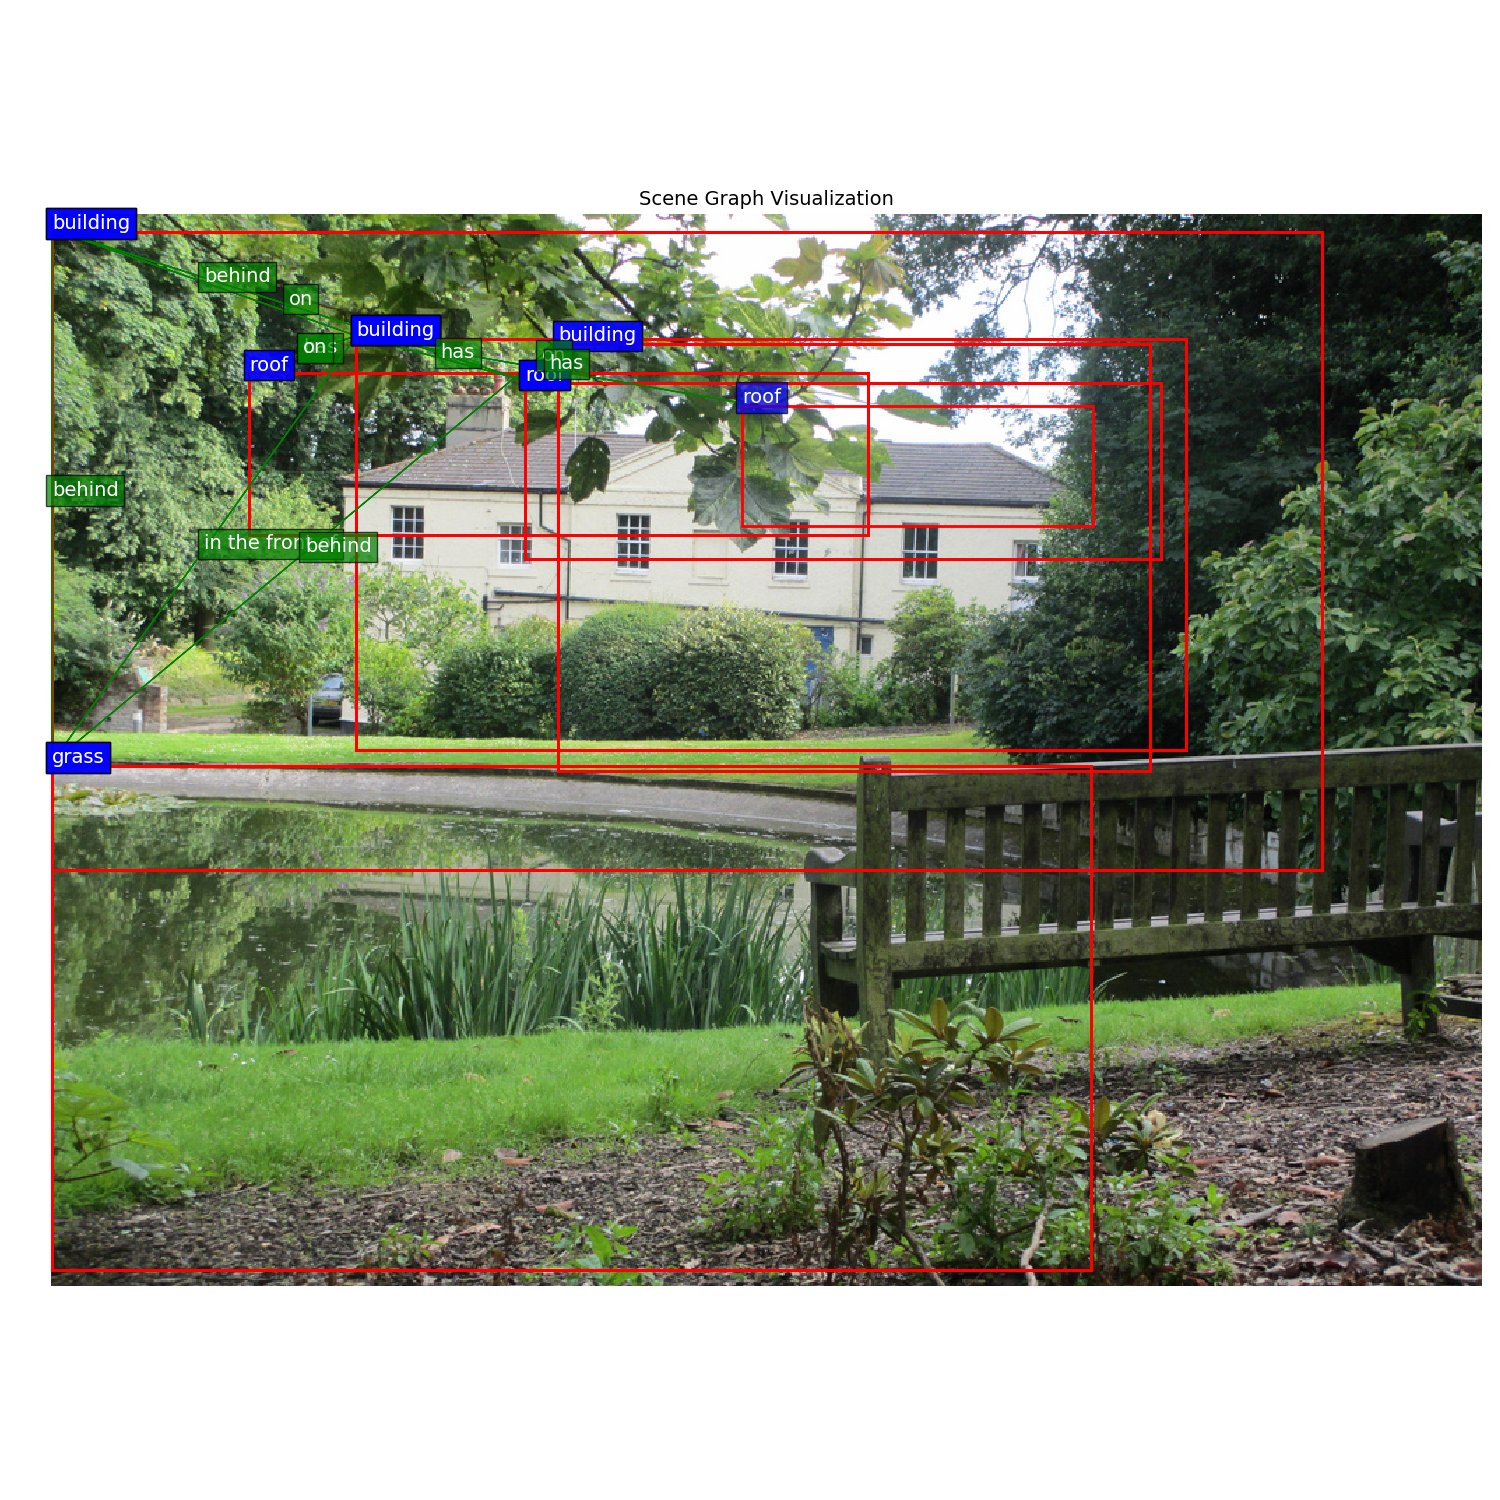 Scene Graph Visualization
building
behind
on
building
building
on
has
has
roof
roof
roof
behind
in the fron
behind
grass